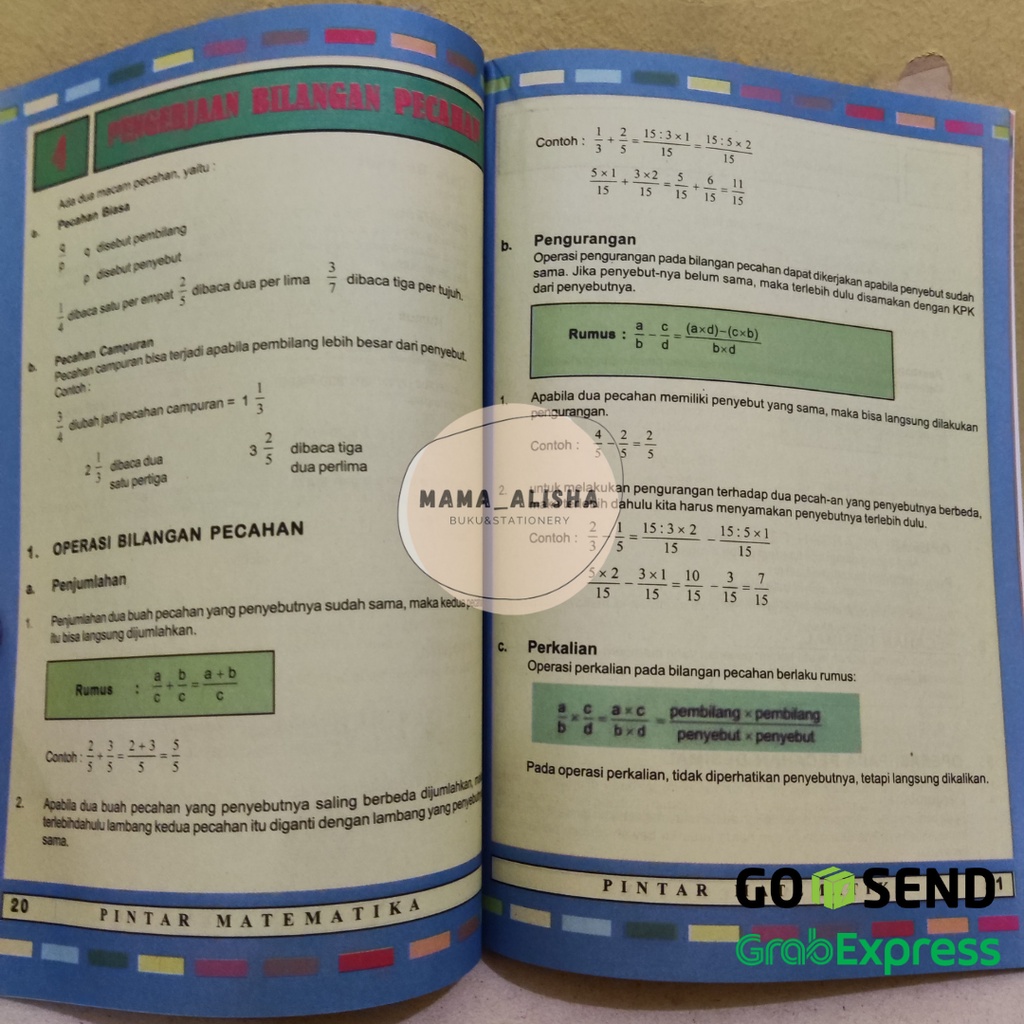 4 PENGERJAAN BILANGAN PECAHAN
Ada dua macam pecahan, yaitu :
a. Pecahan Biasa
q/p q disebut pembilang
p disebut penyebut
1/4 dibaca satu per empat 2/5 dibaca dua per lima 3/7 dibaca tiga per tujuh.
b. Pecahan Campuran
Pecahan campuran bisa terjadi apabila pembilang lebih besar dari penyebut.
Contoh :
3/4 diubah jadi pecahan campuran = 1 1/3
2 1/3 dibaca dua
satu pertiga
3 2/5 dibaca tiga
dua perlima
1. OPERASI BILANGAN PECAHAN
a. Penjumlahan
1. Penjumlahan dua buah pecahan yang penyebutnya sudah sama, maka kedua
itu bisa langsung dijumlahkan.
Rumus : a/c + b/c = a + b/c
Contoh : 2/5 + 3/5 = 2+3/5 = 5/5
2. Apabila dua buah pecahan yang penyebutnya saling berbeda dijumlahkan,
terlebihdahulu lambang kedua pecahan itu diganti dengan lambang yang
sama.
20 PINTAR MATEMATIKA
Contoh : 1/3 + 2/5 = 15 : 3 × 1/15 = 15 : 5 × 2/15
5 × 1/15 + 3 × 2/15 = 5/15 + 6/15 = 11/15
b. Pengurangan
Operasi pengurangan pada bilangan pecahan dapat dikerjakan apabila penyebut sudah
sama. Jika penyebut-nya belum sama, maka terlebih dulu disamakan dengan KPK
dari penyebutnya.
Rumus : a/b − c/d = (a×d)−(c×b)/b×d
1. Apabila dua pecahan memiliki penyebut yang sama, maka bisa langsung dilakukan
pengurangan.
Contoh : 4/5 − 2/5 = 2/5
2. untuk melakukan pengurangan terhadap dua pecah-an yang penyebutnya berbeda,
maka terlebih dahulu kita harus menyamakan penyebutnya terlebih dulu.
Contoh : 2/3 − 1/5 = 15 : 3 × 2/15 − 15 : 5 × 1/15
5 × 2/15 − 3 × 1/15 = 10/15 − 3/15 = 7/15
c. Perkalian
Operasi perkalian pada bilangan pecahan berlaku rumus:
a/b × c/d = a × c/b × d = pembilang × pembilang/penyebut × penyebut
Pada operasi perkalian, tidak diperhatikan penyebutnya, tetapi langsung dikalikan.
PINTAR
MAMA_ALISHA
BUKU&STATIONERY
GO SEND
GrabExpress